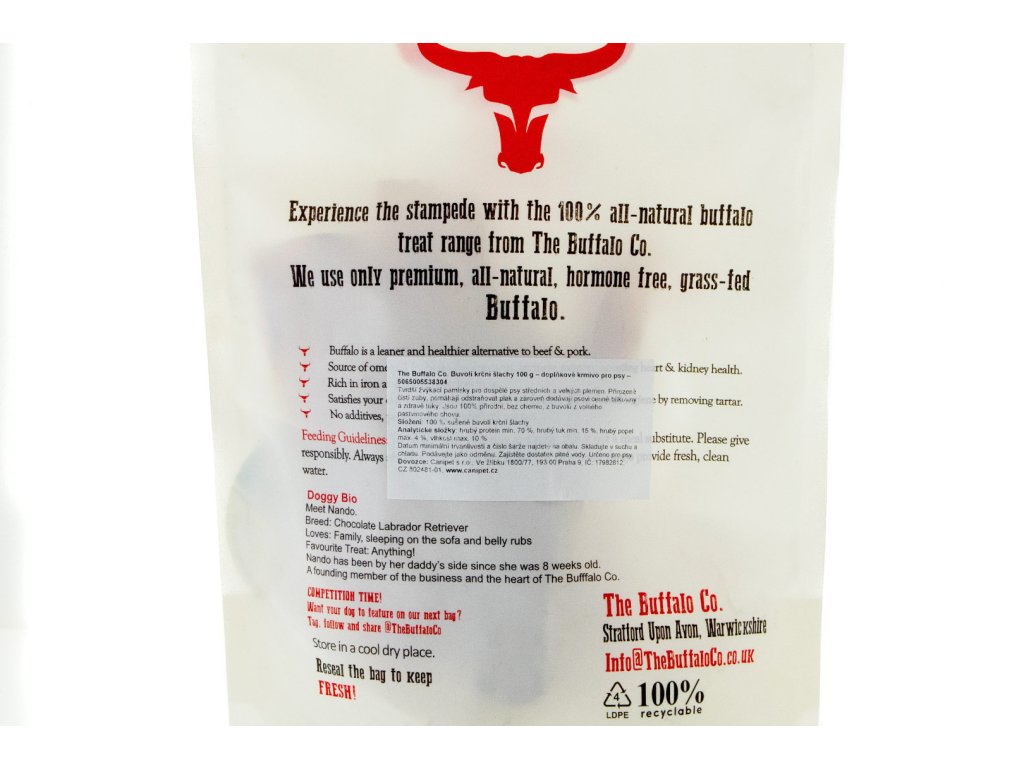 Experience the stampede with the 100% all-natural buffalo
treat range from The Buffalo Co.
We use only premium, all-natural, hormone free, grass-fed
Buffalo.
Buffalo is a leaner and healthier alternative to beef & pork.
Source of ome
heart & kidney health.
Rich in iron a
Satisfies your
e by removing tartar.
No additives,
The Buffalo Co. Buvolí krční šlachy 100 g – doplňkové krmivo pro psy –
5065005538304
Tvrdší žvýkací pamlsky pro dospělé psy středních a velkých plemen. Přirozeně
čistí zuby, pomáhají odstraňovat plak a zároveň dodávají psovi cenné bílkoviny
a zdravé tuky. Jsou 100% přírodní, bez chemie, z buvolů z volného
pastvinového chovu.
Složení: 100 % sušené buvolí krční šlachy
Analytické složky: hrubý protein min. 70 %, hrubý tuk min. 15 %, hrubý popel
max. 4 %, vlhkost max. 10 %
Datum minimální trvanlivosti a číslo šarže najdete na obalu. Skladujte v suchu a
chladu. Podávejte jako odměnu. Zajistěte dostatek pitné vody. Určeno pro psy.
Dovozce: Canipet s.r.o., Ve Žlíbku 1800/77, 193 00 Praha 9, IČ: 17982812,
CZ 802481-01, www.canipet.cz
Feeding Guidelines
substitute. Please give
responsibly. Always
provide fresh, clean
water.
Doggy Bio
Meet Nando.
Breed: Chocolate Labrador Retriever
Loves: Family, sleeping on the sofa and belly rubs
Favourite Treat: Anything!
Nando has been by her daddy's side since she was 8 weeks old.
A founding member of the business and the heart of The Bufffalo Co.
COMPETITION TIME!
Want your dog to feature on our next bag?
Tag, follow and share @TheBuffaloCo
Store in a cool dry place.
Reseal the bag to keep
FRESH!
The Buffalo Co.
Stratford Upon Avon, Warwickshire
Info@TheBuffaloCo.co.uk
4
LDPE
100%
recyclable